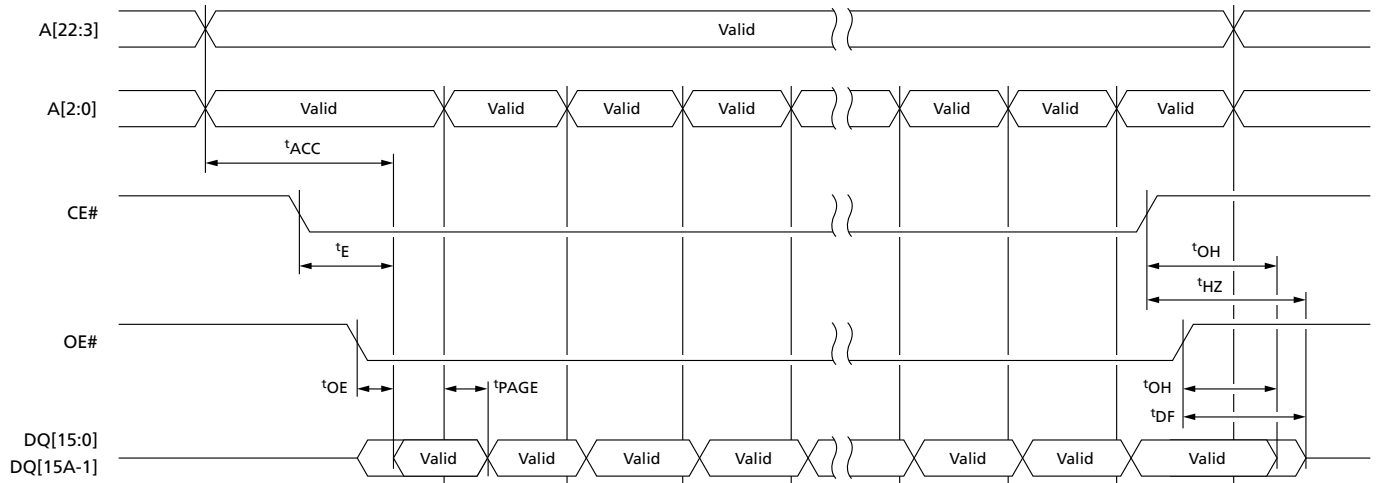 A[22:3] Valid
A[2:0] Valid Valid Valid Valid Valid Valid Valid
tACC
CE#
tE tOH
tHZ
OE#
tOE tPAGE tOH
tDF
DQ[15:0]
DQ[15A-1] Valid Valid Valid Valid Valid Valid Valid